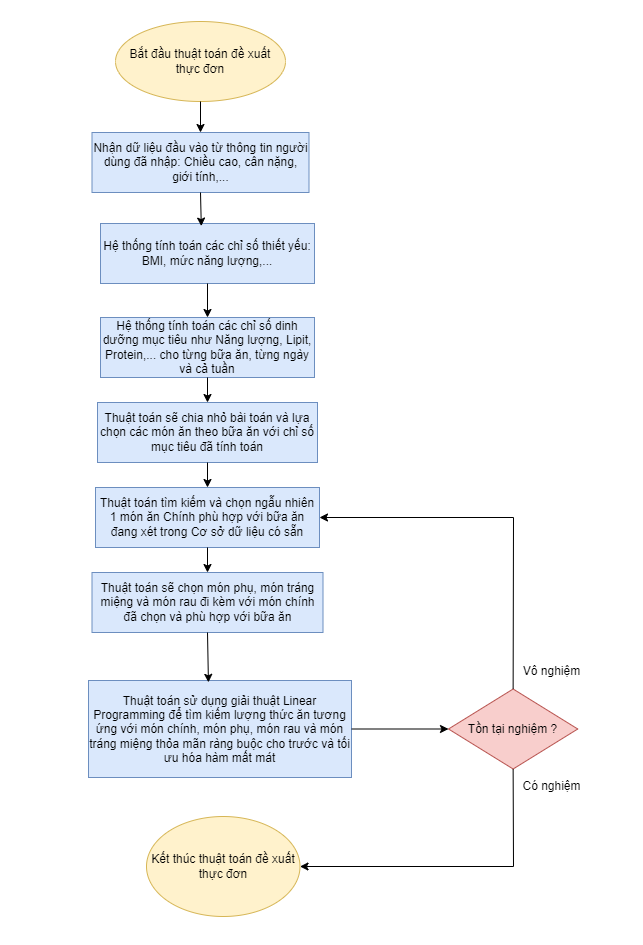 Bắt đầu thuật toán đề xuất
thực đơn
Nhận dữ liệu đầu vào từ thông tin người
dùng đã nhập: Chiều cao, cân nặng,
giới tính,...
Hệ thống tính toán các chỉ số thiết yếu:
BMI, mức năng lượng,...
Hệ thống tính toán các chỉ số dinh
dưỡng mục tiêu như Năng lượng, Lipit,
Protein,... cho từng bữa ăn, từng ngày
và cả tuần
Thuật toán sẽ chia nhỏ bài toán và lựa
chọn các món ăn theo bữa ăn với chỉ số
mục tiêu đã tính toán
Thuật toán tìm kiếm và chọn ngẫu nhiên
1 món ăn Chính phù hợp với bữa ăn
đang xét trong Cơ sở dữ liệu có sẵn
Thuật toán sẽ chọn món phụ, món tráng
miệng và món rau đi kèm với món chính
đã chọn và phù hợp với bữa ăn
Thuật toán sử dụng giải thuật Linear
Programming để tìm kiếm lượng thức ăn tương
ứng với món chính, món phụ, món rau và món
tráng miệng thỏa mãn ràng buộc cho trước và tối
ưu hóa hàm mất mát
Vô nghiệm
Tồn tại nghiệm ?
Có nghiệm
Kết thúc thuật toán đề xuất
thực đơn